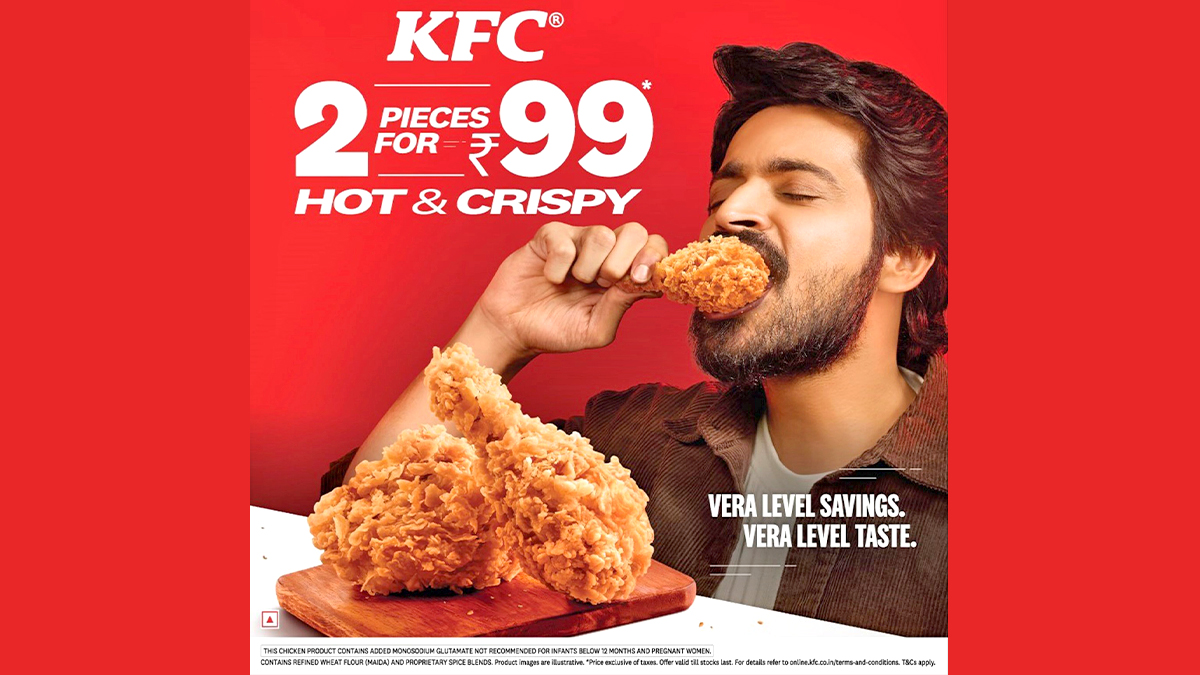 KFC®
2 PIECES FOR ₹99*
HOT & CRISPY
VERA LEVEL SAVINGS.
VERA LEVEL TASTE.
THIS CHICKEN PRODUCT CONTAINS ADDED MONOSODIUM GLUTAMATE NOT RECOMMENDED FOR INFANTS BELOW 12 MONTHS AND PREGNANT WOMEN.
CONTAINS REFINED WHEAT FLOUR (MAIDA) AND PROPRIETARY SPICE BLENDS. Product images are illustrative. *Price exclusive of taxes. Offer valid till stocks last. For details refer to online.kfc.co.in/terms-and-conditions. T&Cs apply.